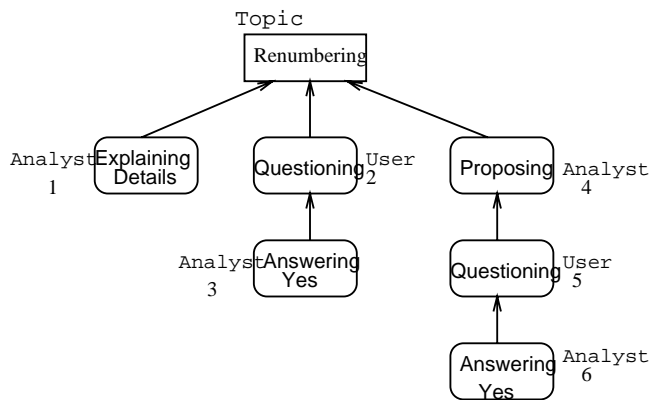 Topic
Renumbering
Analyst
1
Explaining
Details
Questioning
User
2
Proposing
Analyst
4
Analyst
3
Answering
Yes
Questioning
User
5
Answering
Yes
Analyst
6